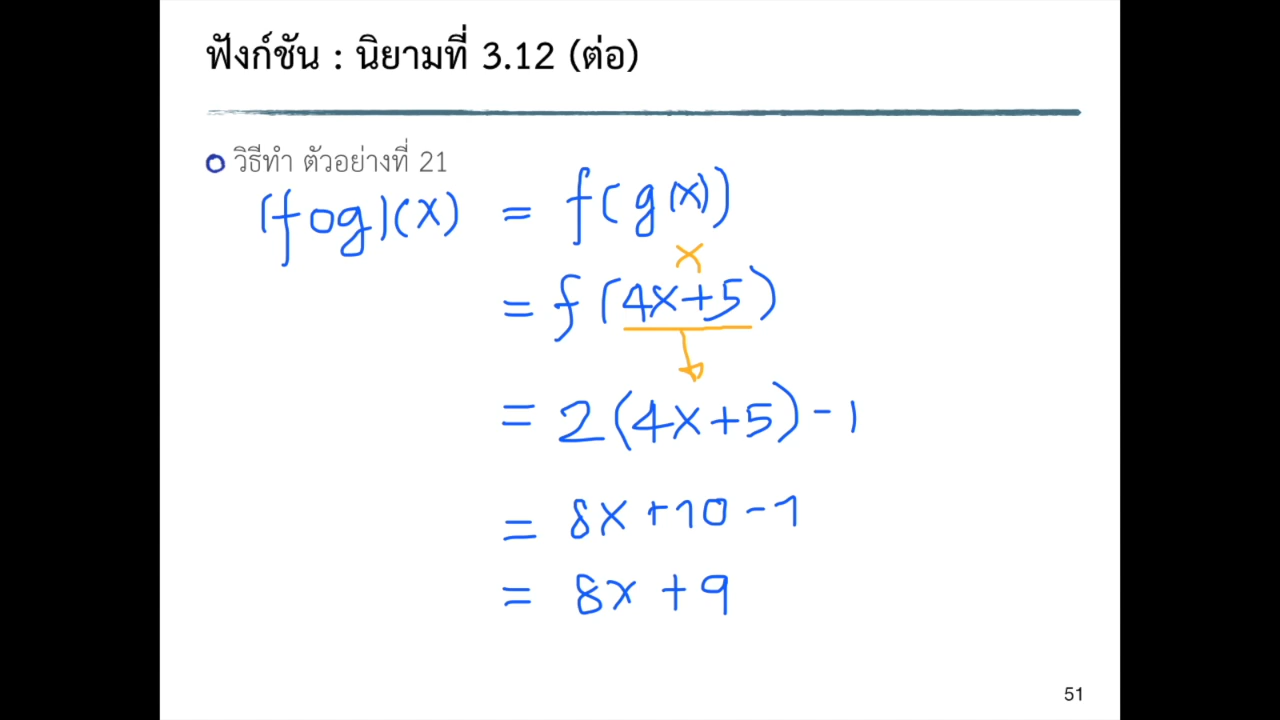 ฟังก์ชัน : นิยามที่ 3.12 (ต่อ)
วิธีทำ ตัวอย่างที่ 21
(fog)(x) = f(g(x))
x
= f(4x+5)
= 2(4x+5)-1
= 8x+10-1
= 8x+9
51